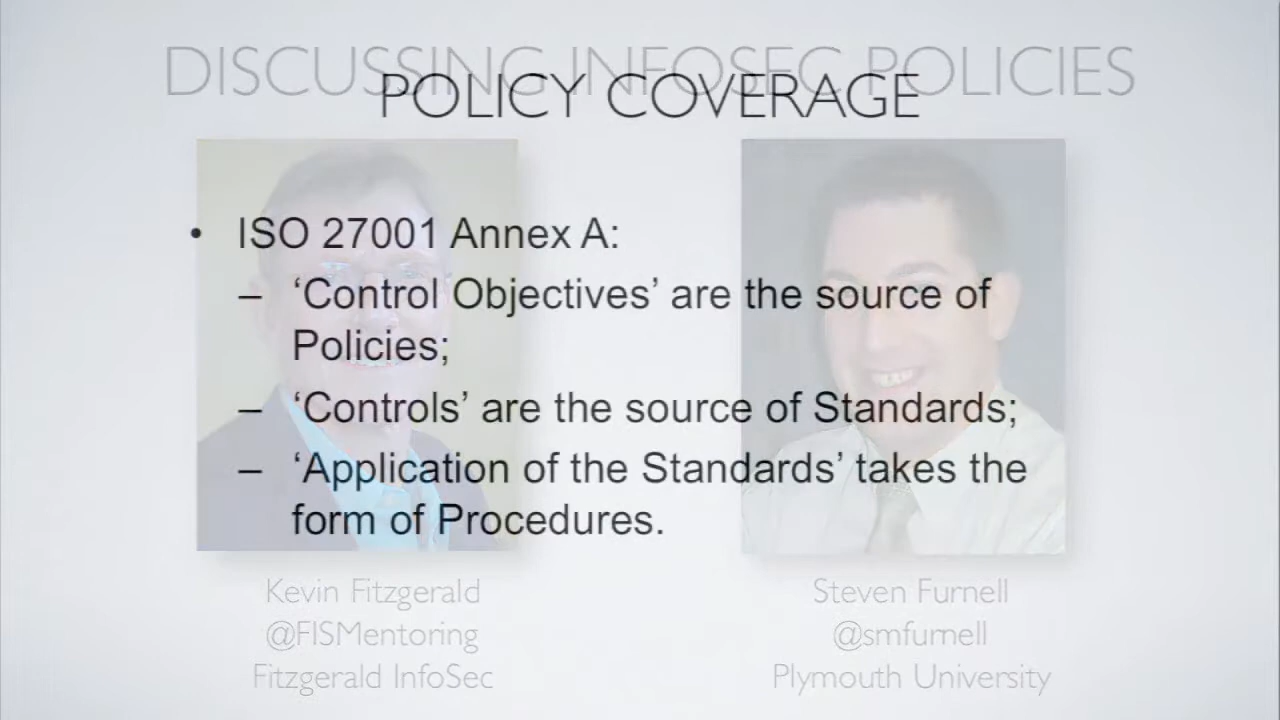 DISCUSSING INFOSEC POLICIES
POLICY COVERAGE
• ISO 27001 Annex A:
– ‘Control Objectives’ are the source of
Policies;
– ‘Controls’ are the source of Standards;
– ‘Application of the Standards’ takes the
form of Procedures.
Kevin Fitzgerald
@FISMentoring
Fitzgerald InfoSec
Steven Furnell
@smfurnell
Plymouth University